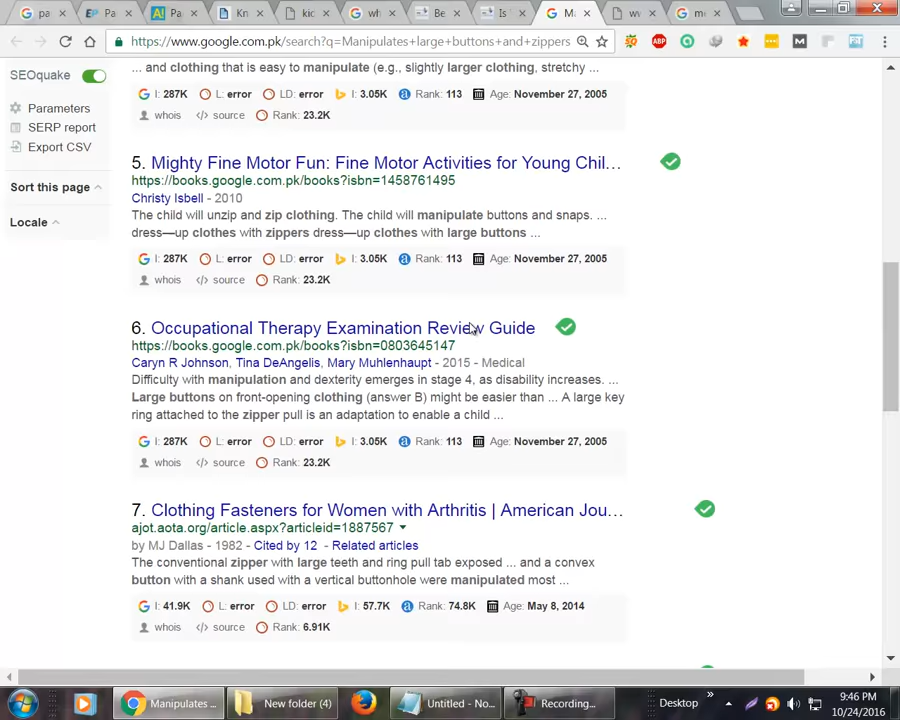 pa
Pa
Pa
Kn
kic
wh
Be
Is
M
wv
m
https://www.google.com.pk/search?q=Manipulates+large+buttons+and+zippers
SEOquake
Parameters
SERP report
Export CSV
Sort this page
Locale
... and clothing that is easy to manipulate (e.g., slightly larger clothing, stretchy ...
I: 287K L: error LD: error I: 3.05K Rank: 113 Age: November 27, 2005
whois </> source Rank: 23.2K
5. Mighty Fine Motor Fun: Fine Motor Activities for Young Chil...
https://books.google.com.pk/books?isbn=1458761495
Christy Isbell - 2010
The child will unzip and zip clothing. The child will manipulate buttons and snaps. ...
dress—up clothes with zippers dress—up clothes with large buttons ...
I: 287K L: error LD: error I: 3.05K Rank: 113 Age: November 27, 2005
whois </> source Rank: 23.2K
6. Occupational Therapy Examination Review Guide
https://books.google.com.pk/books?isbn=0803645147
Caryn R Johnson, Tina DeAngelis, Mary Muhlenhaupt - 2015 - Medical
Difficulty with manipulation and dexterity emerges in stage 4, as disability increases. ...
Large buttons on front-opening clothing (answer B) might be easier than ... A large key
ring attached to the zipper pull is an adaptation to enable a child ...
I: 287K L: error LD: error I: 3.05K Rank: 113 Age: November 27, 2005
whois </> source Rank: 23.2K
7. Clothing Fasteners for Women with Arthritis | American Jou...
ajot.aota.org/article.aspx?articleid=1887567
by MJ Dallas - 1982 - Cited by 12 - Related articles
The conventional zipper with large teeth and ring pull tab exposed ... and a convex
button with a shank used with a vertical buttonhole were manipulated most ...
I: 41.9K L: error LD: error I: 57.7K Rank: 74.8K Age: May 8, 2014
whois </> source Rank: 6.91K
Manipulates ...
New folder (4)
Untitled - No...
Recording...
Desktop
9:46 PM
10/24/2016